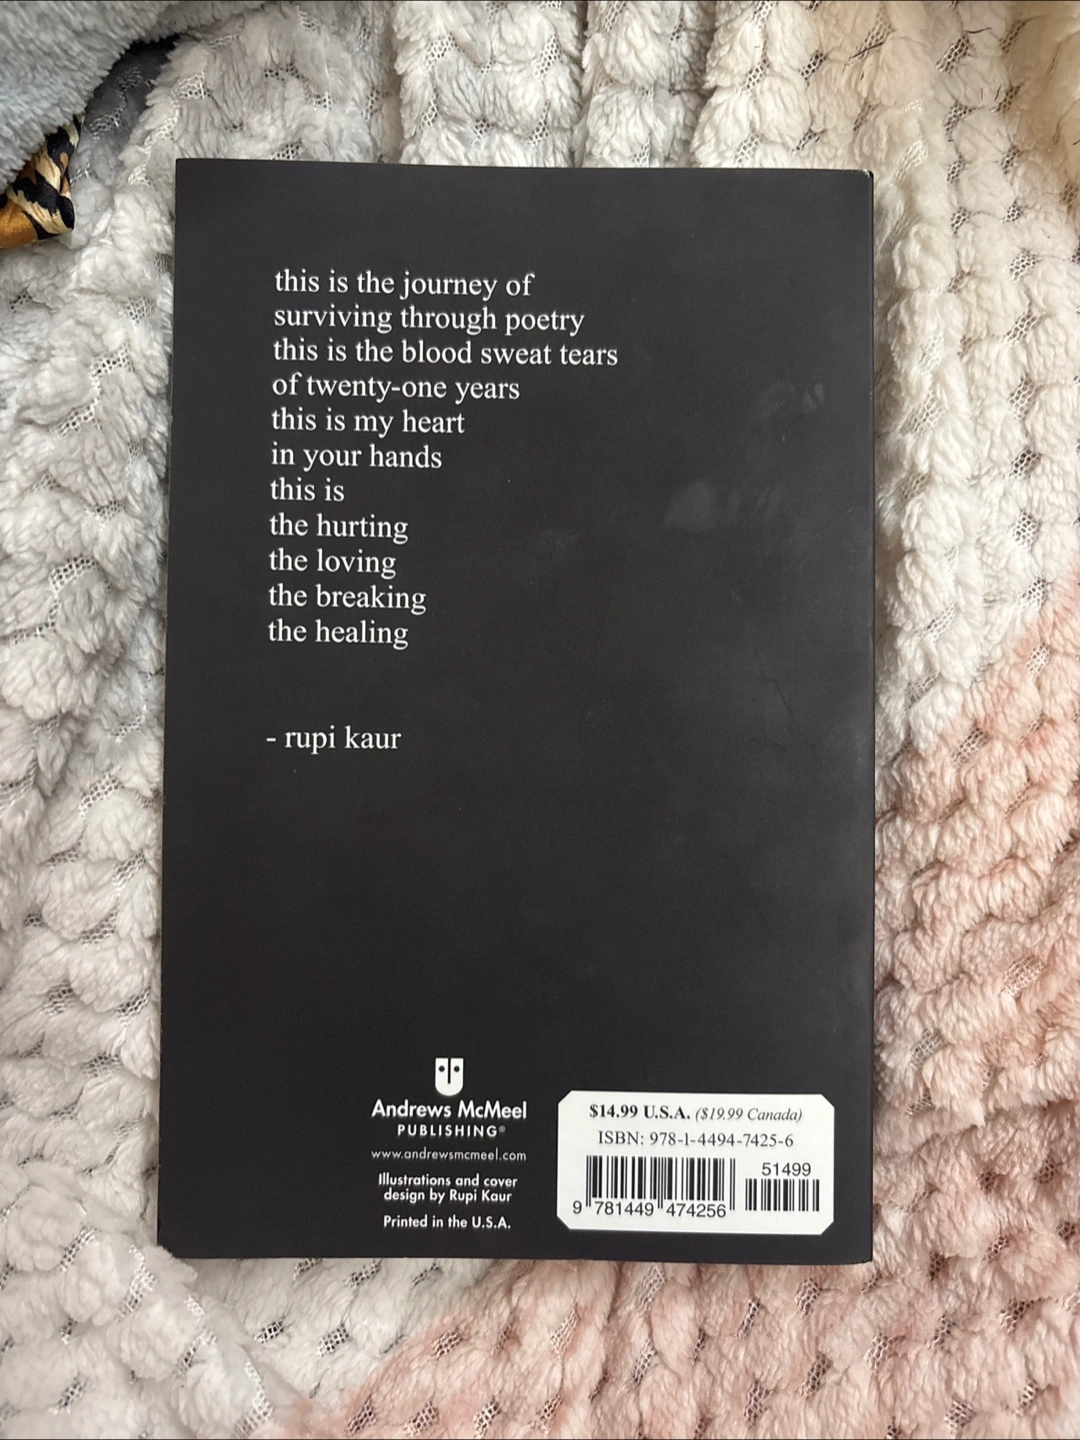 this is the journey of
surviving through poetry
this is the blood sweat tears
of twenty-one years
this is my heart
in your hands
this is
the hurting
the loving
the breaking
the healing
- rupi kaur
Andrews McMeel
PUBLISHING®
www.andrewsmcmeel.com
Illustrations and cover
design by Rupi Kaur
Printed in the U.S.A.
$14.99 U.S.A. ($19.99 Canada)
ISBN: 978-1-4494-7425-6
51499
9 781449 474256